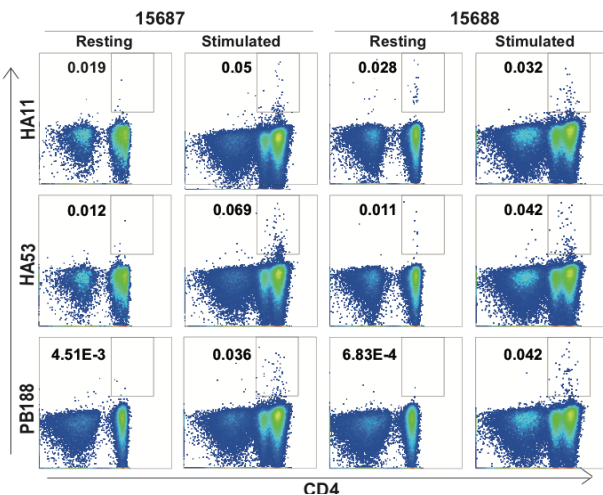 15687 15688
Resting Stimulated Resting Stimulated
HA11 0.019 0.05 0.028 0.032
HA53 0.012 0.069 0.011 0.042
PB188 4.51E-3 0.036 6.83E-4 0.042
CD4